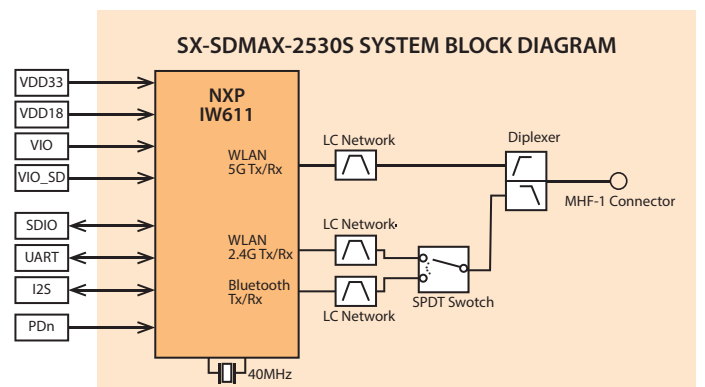 SX-SDMAX-2530S SYSTEM BLOCK DIAGRAM
VDD33
VDD18
VIO
VIO_SD
SDIO
UART
I2S
PDn
NXP
IW611
WLAN
5G Tx/Rx
WLAN
2.4G Tx/Rx
Bluetooth
Tx/Rx
40MHz
LC Network
LC Network
LC Network
SPDT Swotch
Diplexer
MHF-1 Connector